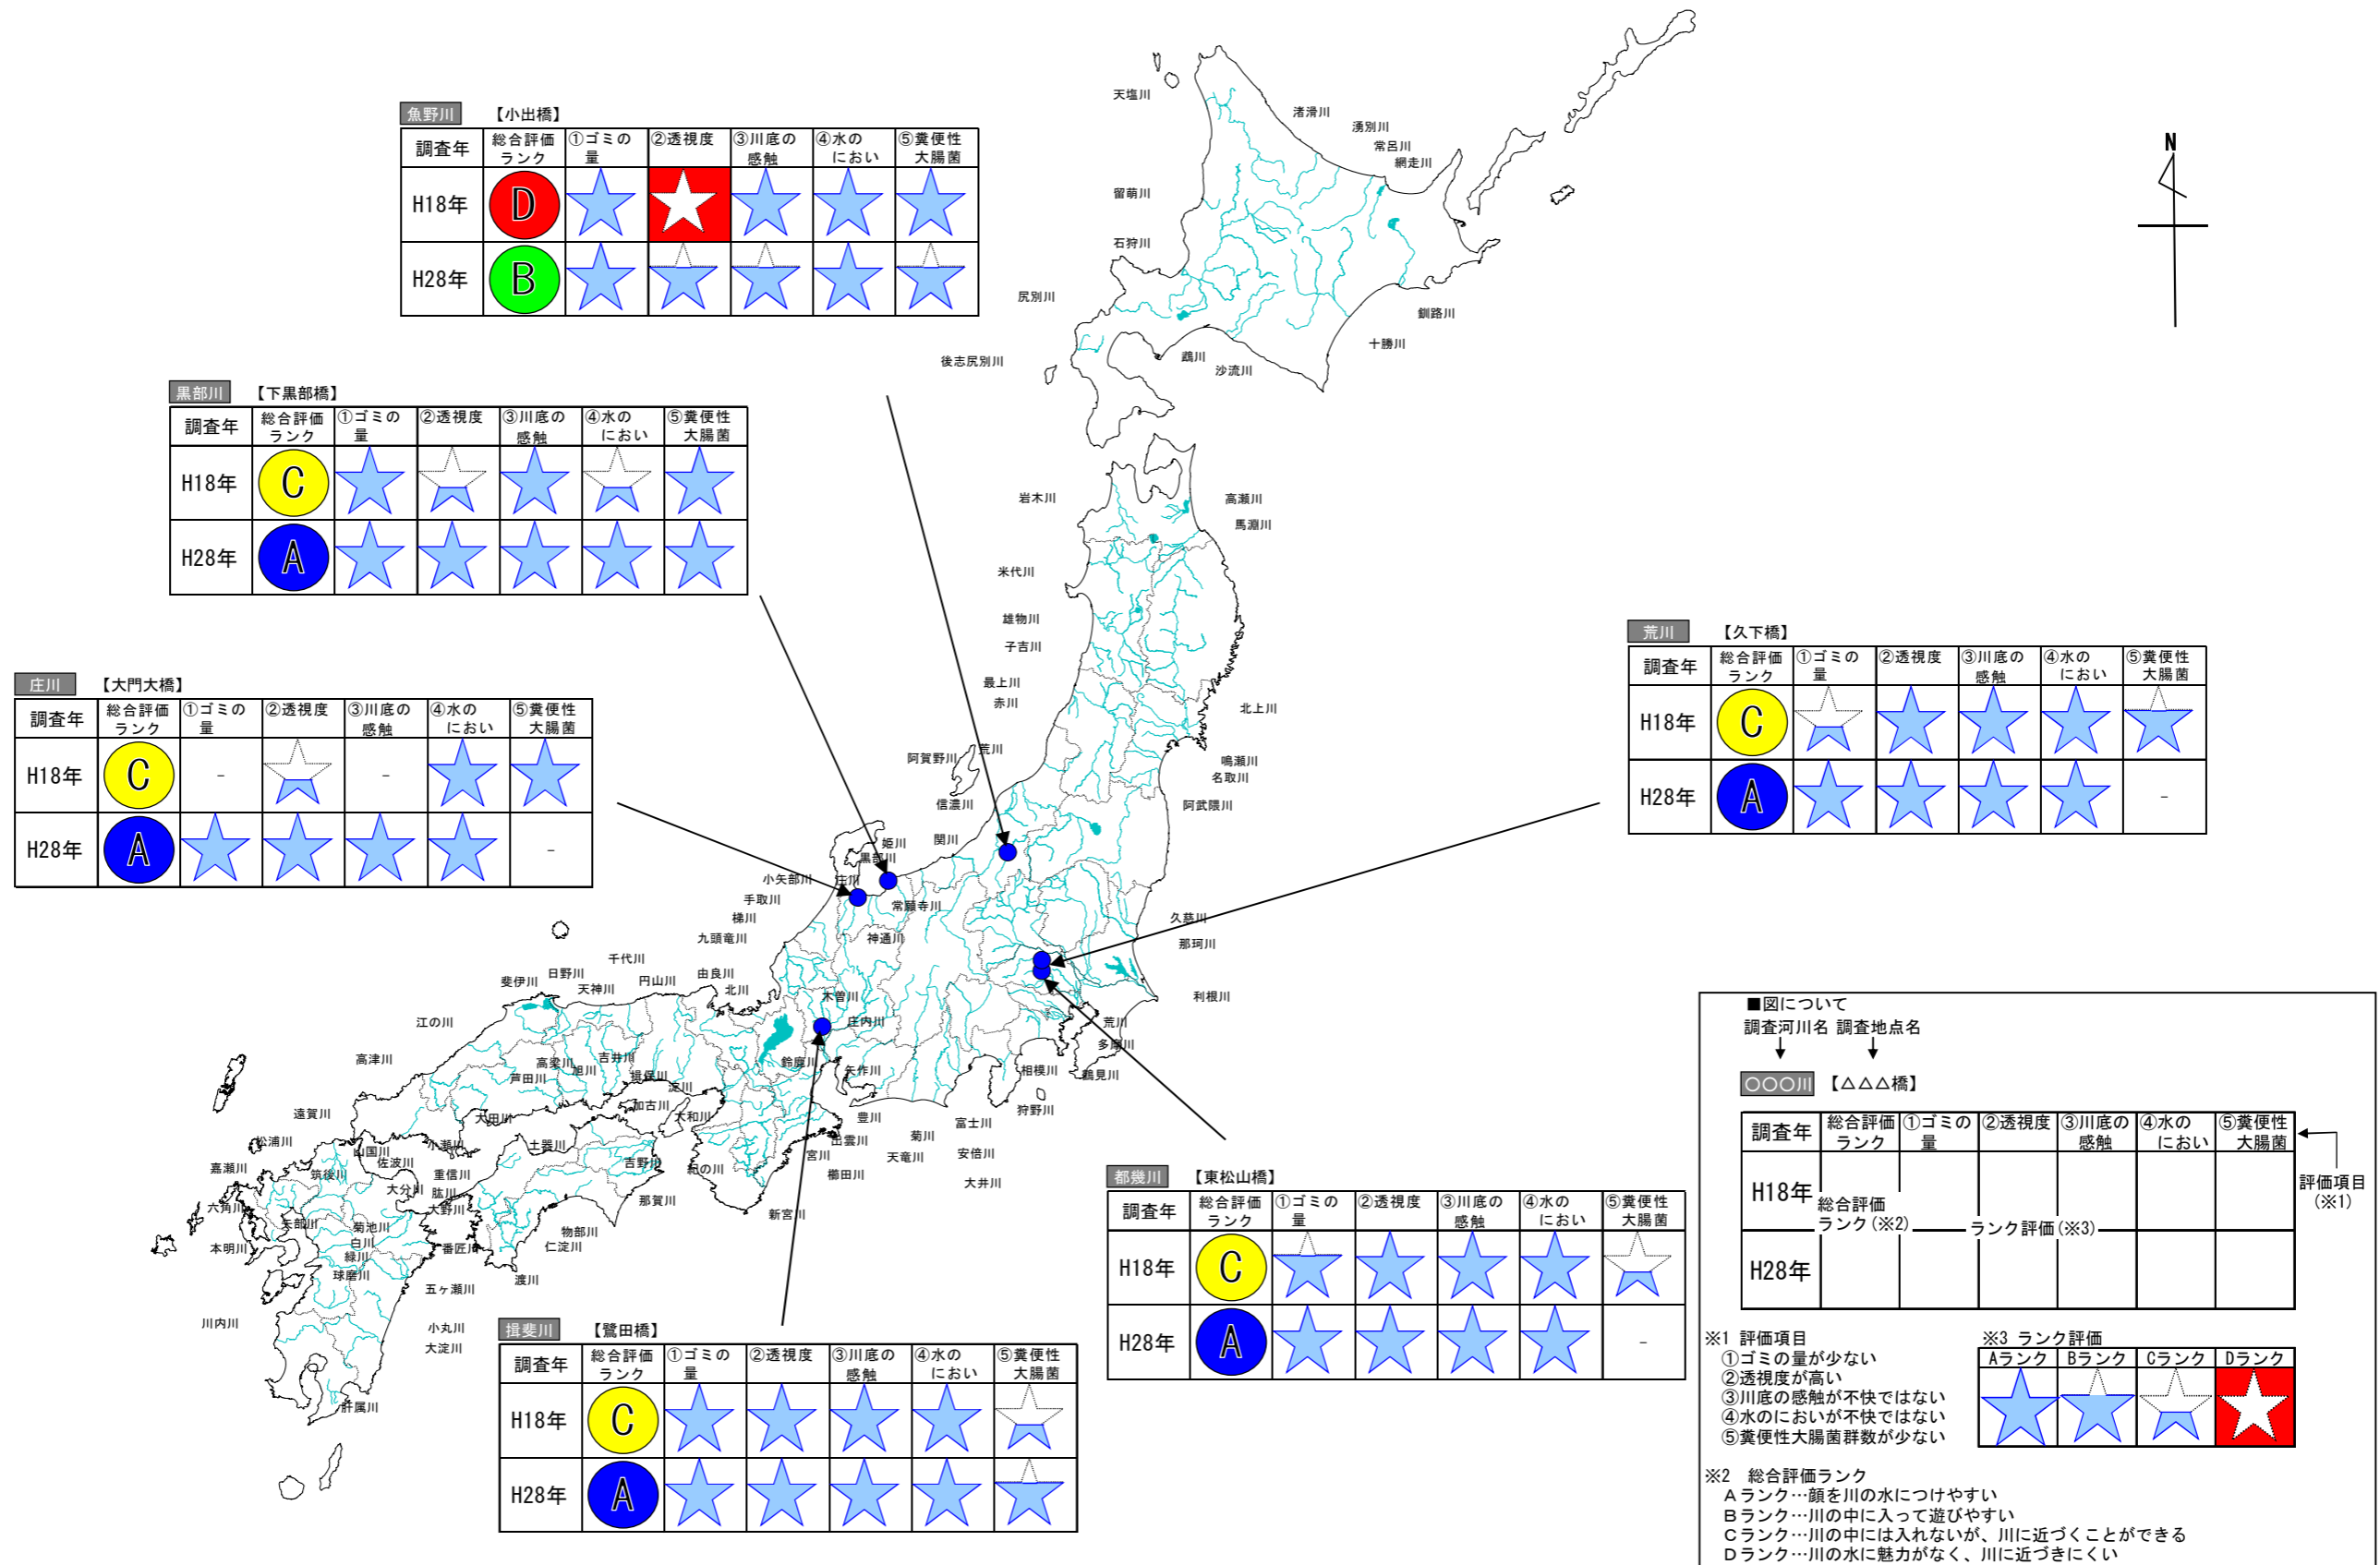 魚野川 【小出橋】
調査年 総合評価ランク ①ゴミの量 ②透視度 ③川底の感触 ④水のにおい ⑤糞便性大腸菌
H18年 D
H28年 B
黒部川 【下黒部橋】
調査年 総合評価ランク ①ゴミの量 ②透視度 ③川底の感触 ④水のにおい ⑤糞便性大腸菌
H18年 C
H28年 A
庄川 【大門大橋】
調査年 総合評価ランク ①ゴミの量 ②透視度 ③川底の感触 ④水のにおい ⑤糞便性大腸菌
H18年 C - -
H28年 A -
荒川 【久下橋】
調査年 総合評価ランク ①ゴミの量 ②透視度 ③川底の感触 ④水のにおい ⑤糞便性大腸菌
H18年 C
H28年 A -
都幾川 【東松山橋】
調査年 総合評価ランク ①ゴミの量 ②透視度 ③川底の感触 ④水のにおい ⑤糞便性大腸菌
H18年 C
H28年 A -
揖斐川 【鷺田橋】
調査年 総合評価ランク ①ゴミの量 ②透視度 ③川底の感触 ④水のにおい ⑤糞便性大腸菌
H18年 C
H28年 A
N
天塩川
渚滑川
湧別川
常呂川
網走川
留萌川
石狩川
尻別川
釧路川
十勝川
後志尻別川
鵡川
沙流川
岩木川
高瀬川
馬淵川
米代川
雄物川
子吉川
最上川
赤川
北上川
荒川
阿賀野川
鳴瀬川
名取川
信濃川
阿武隈川
関川
姫川
黒部川
小矢部川
庄川
手取川
常願寺川
梯川
久慈川
九頭竜川
神通川
那珂川
千代川
日野川
由良川
斐伊川
天神川
円山川
北川
木曽川
利根川
江の川
庄内川
荒川
多摩川
高津川
高梁川
吉井川
旭川
芦田川
揖保川
淀川
鈴鹿川
矢作川
相模川
鶴見川
加古川
大和川
狩野川
遠賀川
太田川
豊川
富士川
松浦川
小瀬川
土器川
出雲川
菊川
山国川
佐波川
宮川
天竜川
安倍川
嘉瀬川
筑後川
重信川
吉野川
紀の川
櫛田川
大井川
大分川
肱川
六角川
大野川
那賀川
新宮川
矢部川
菊池川
物部川
白川
本明川
緑川
番匠川
仁淀川
球磨川
渡川
五ヶ瀬川
川内川
小丸川
大淀川
肝属川
■図について
調査河川名 調査地点名
○○○川 【△△△橋】
調査年 総合評価ランク ①ゴミの量 ②透視度 ③川底の感触 ④水のにおい ⑤糞便性大腸菌
H18年
総合評価ランク(※2) ランク評価(※3)
H28年
評価項目(※1)
※1 評価項目
①ゴミの量が少ない
②透視度が高い
③川底の感触が不快ではない
④水のにおいが不快ではない
⑤糞便性大腸菌群数が少ない
※3 ランク評価
Aランク Bランク Cランク Dランク
※2 総合評価ランク
Aランク…顔を川の水につけやすい
Bランク…川の中に入って遊びやすい
Cランク…川の中には入れないが、川に近づくことができる
Dランク…川の水に魅力がなく、川に近づきにくい